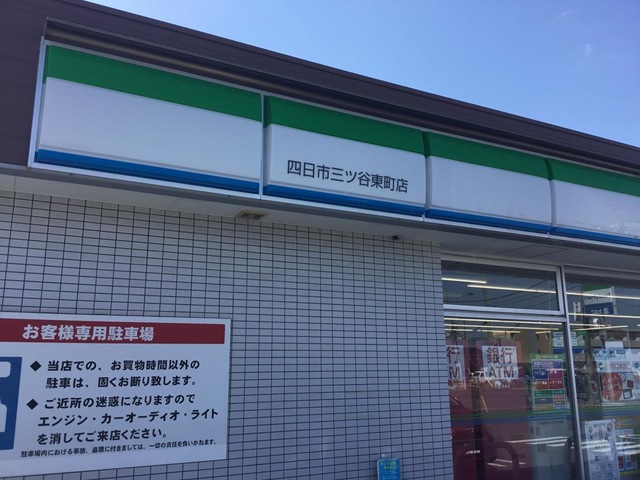 四日市三ツ谷東町店
お客様専用駐車場
◆ 当店での、お買物時間以外の
駐車は、固くお断り致します。
◆ ご近所の迷惑になりますので
エンジン・カーオーディオ・ライト
を消してご来店ください。
駐車場内における事故、盗難に付きましては、一切の責任を負いかねます。
銀行
ATM